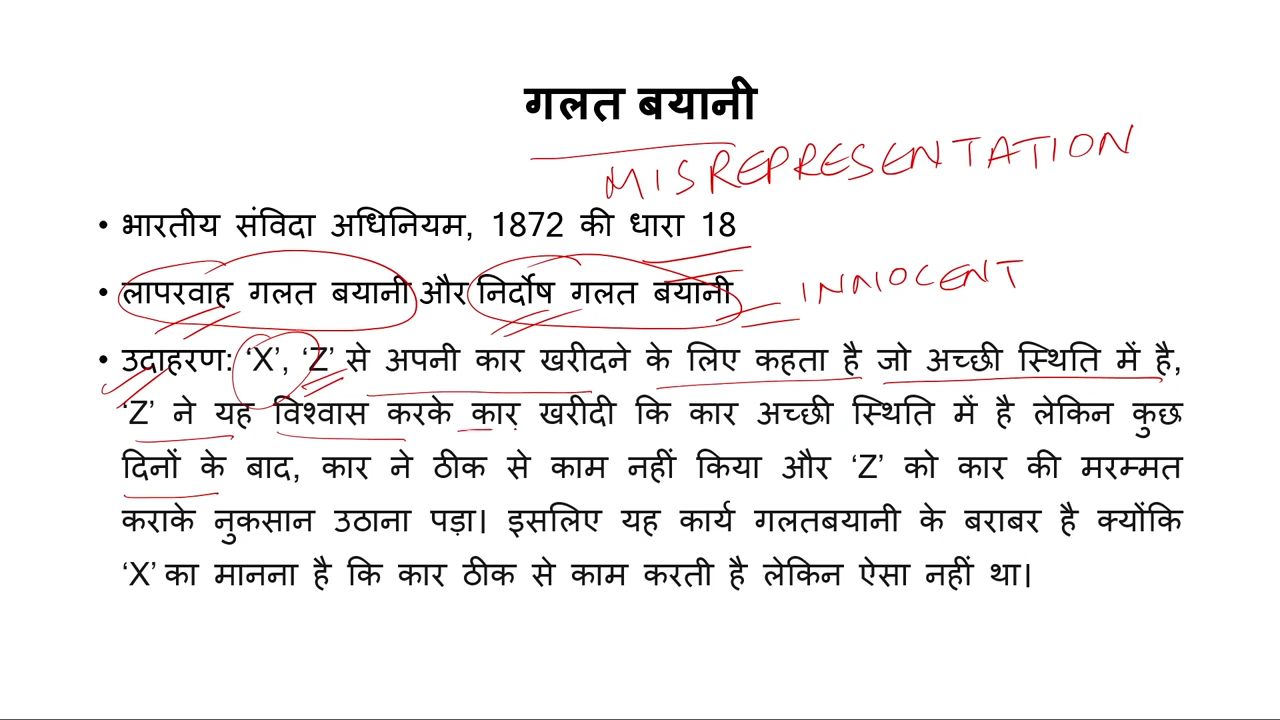 गलत बयानी
MISREPRESENTATION
• भारतीय संविदा अधिनियम, 1872 की धारा 18
• लापरवाह गलत बयानी और निर्दोष गलत बयानी
INNOCENT
• उदाहरण: ‘X’, ‘Z’ से अपनी कार खरीदने के लिए कहता है जो अच्छी स्थिति में है,
‘Z’ ने यह विश्वास करके कार खरीदी कि कार अच्छी स्थिति में है लेकिन कुछ
दिनों के बाद, कार ने ठीक से काम नहीं किया और ‘Z’ को कार की मरम्मत
कराके नुकसान उठाना पड़ा। इसलिए यह कार्य गलतबयानी के बराबर है क्योंकि
‘X’ का मानना है कि कार ठीक से काम करती है लेकिन ऐसा नहीं था।